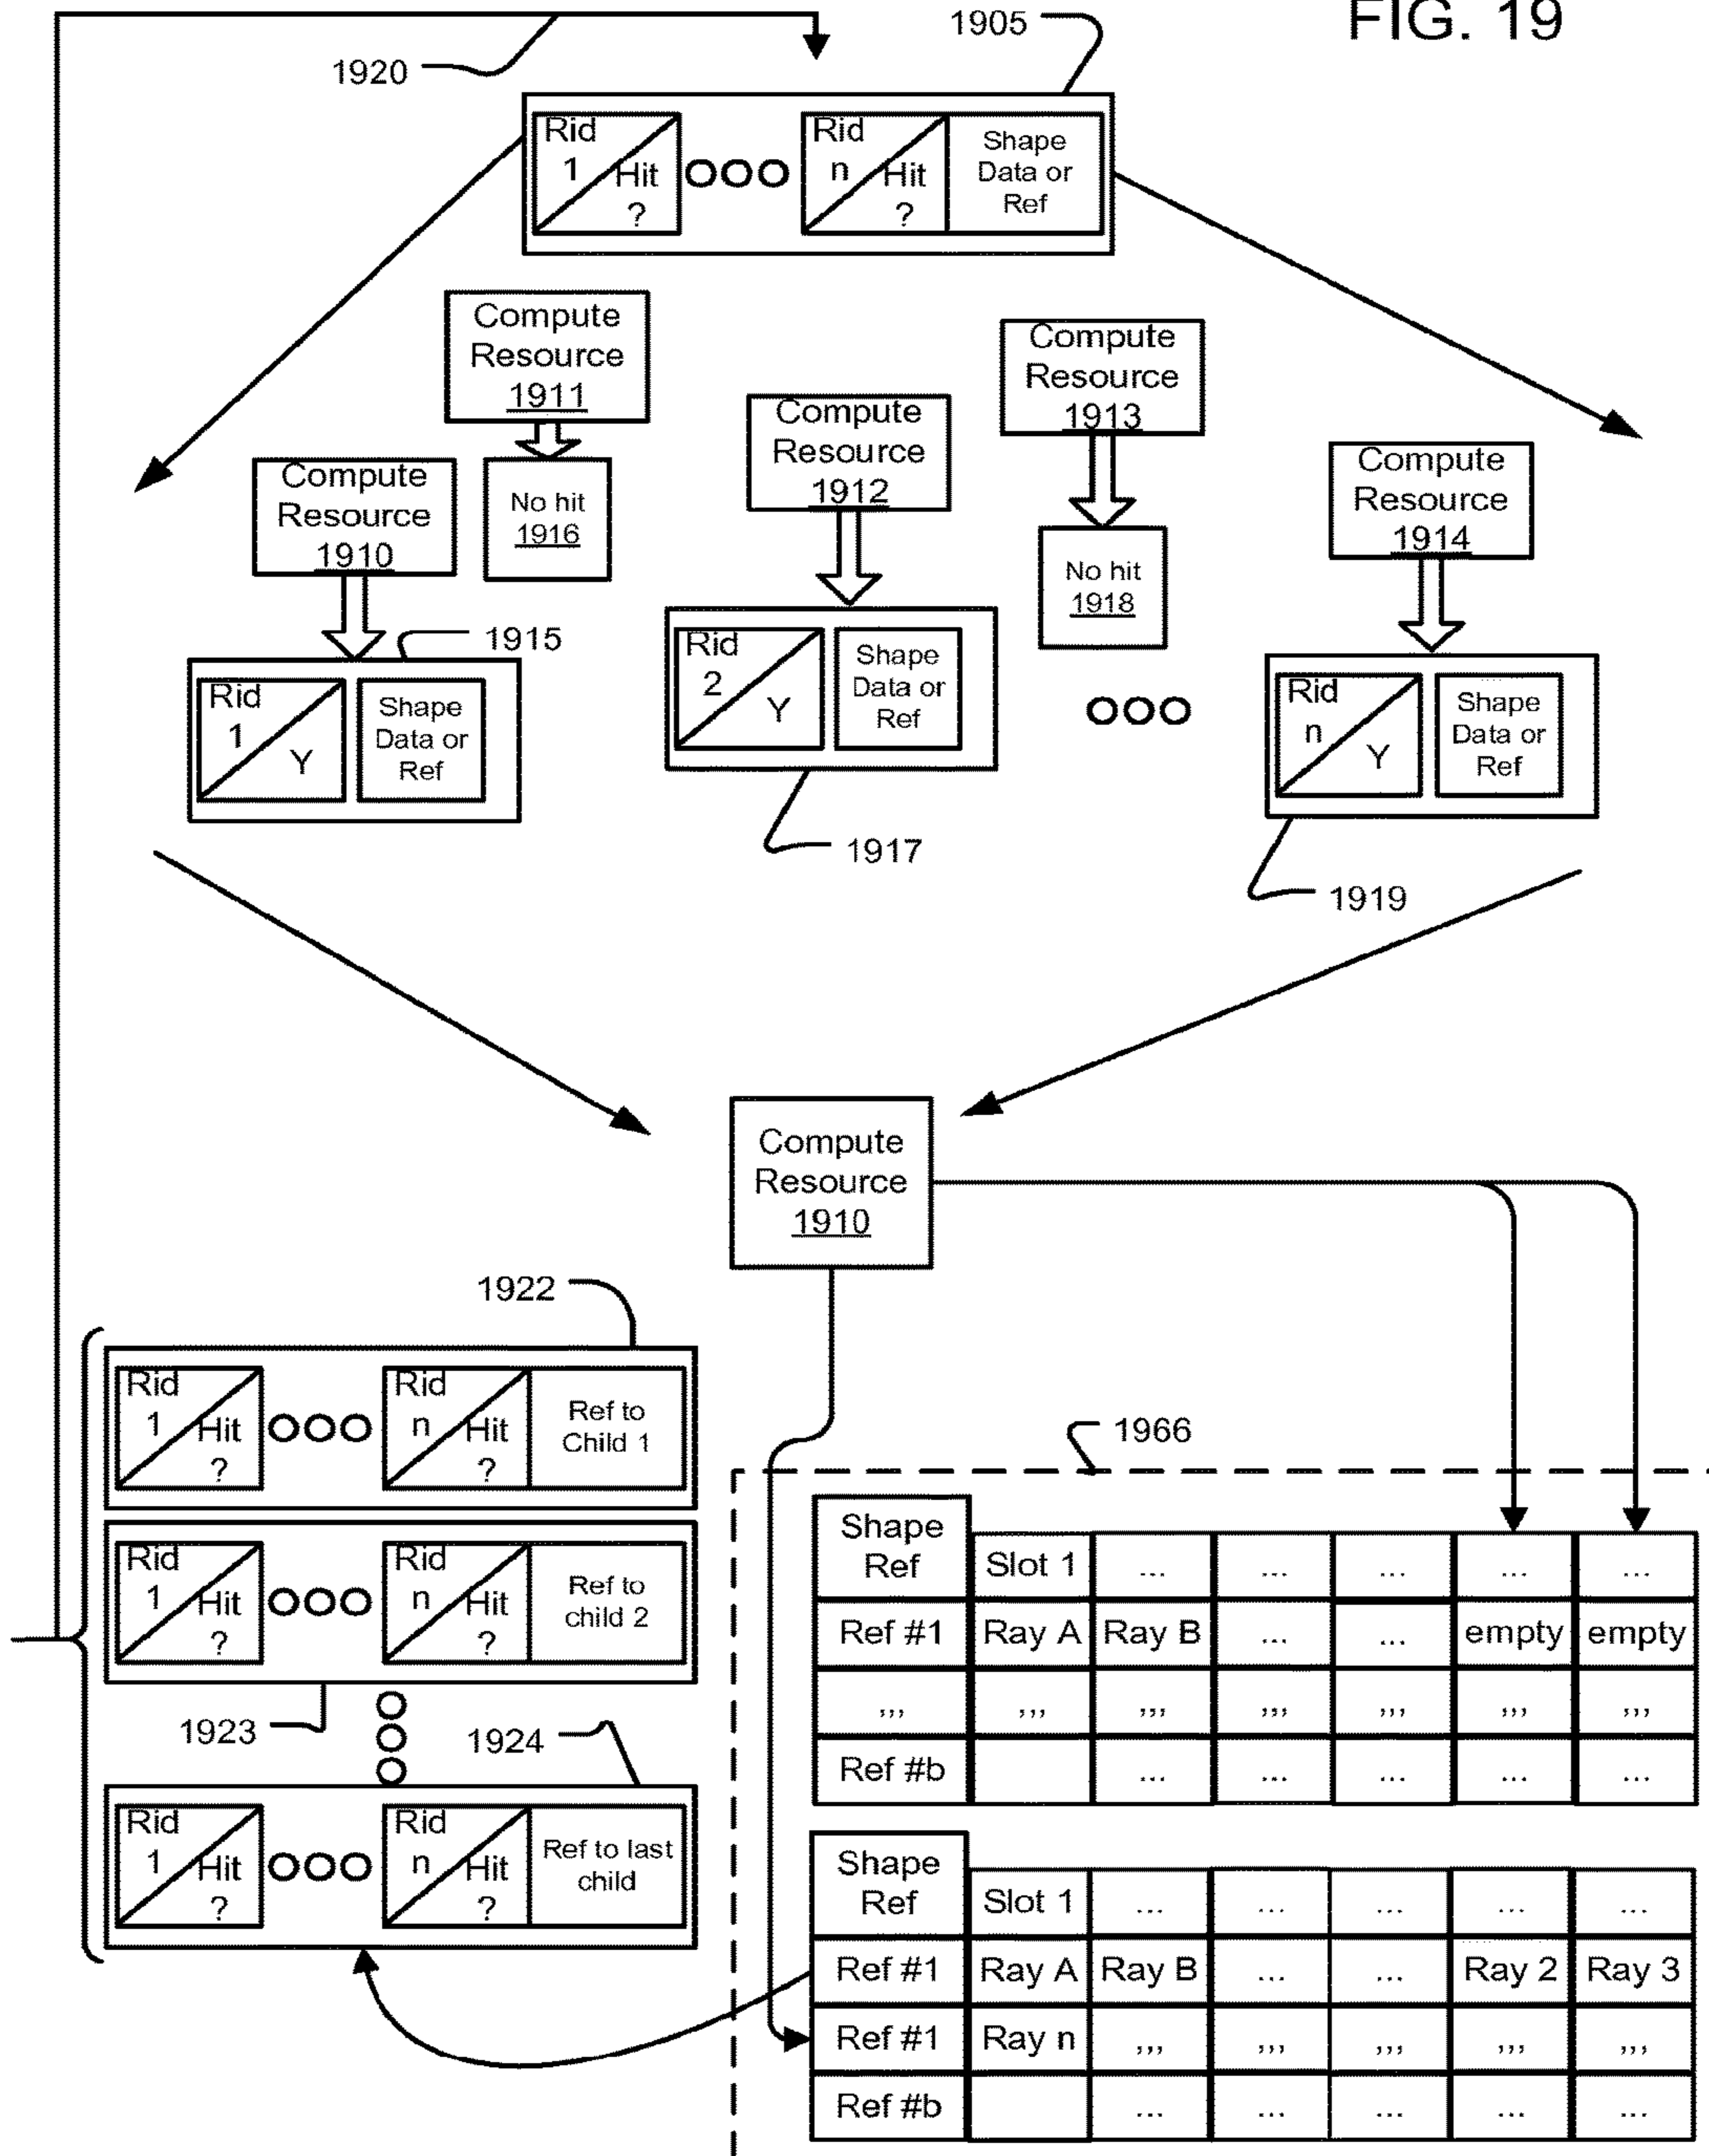 FIG. 19
1905
1920
Rid
1
Hit
?
OOO
Rid
n
Hit
?
Shape
Data or
Ref
Compute
Resource
1911
Compute
Resource
1913
Compute
Resource
1912
Compute
Resource
1914
Compute
Resource
1910
No hit
1916
No hit
1918
1915
Rid
1
Y
Shape
Data or
Ref
Rid
2
Y
Shape
Data or
Ref
OOO
Rid
n
Y
Shape
Data or
Ref
1917
1919
Compute
Resource
1910
1922
Rid
1
Hit
?
OOO
Rid
n
Hit
?
Ref to
Child 1
Rid
1
Hit
?
OOO
Rid
n
Hit
?
Ref to
child 2
1923
1924
Rid
1
Hit
?
OOO
Rid
n
Hit
?
Ref to last
child
1966
Shape
Ref
Slot 1 ... ... ... ... ...
Ref #1 Ray A Ray B ... ... empty empty
,,, ,,, ,,, ,,, ,,, ,,, ,,,
Ref #b ... ... ... ... ...
Shape
Ref
Slot 1 ... ... ... ... ...
Ref #1 Ray A Ray B ... ... Ray 2 Ray 3
Ref #1 Ray n ,,, ,,, ,,, ,,, ,,,
Ref #b ... ... ... ... ...